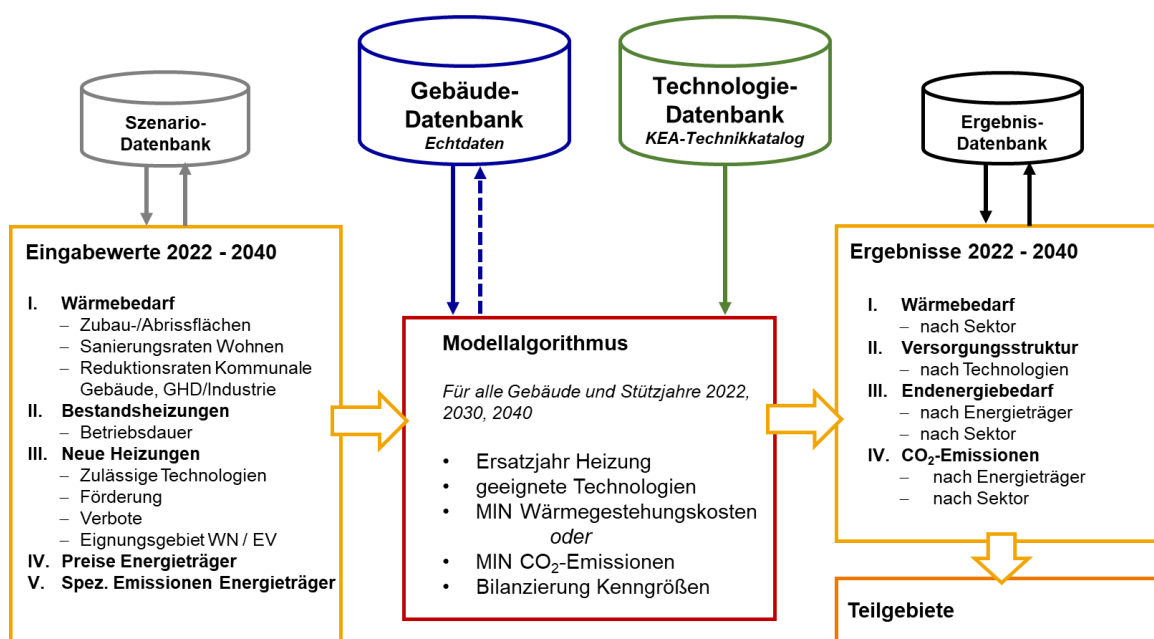 Szenario-
Datenbank
Gebäude-
Datenbank
Echtdaten
Technologie-
Datenbank
KEA-Technikkatalog
Ergebnis-
Datenbank
Eingabewerte 2022 - 2040
I. Wärmebedarf
– Zubau-/Abrissflächen
– Sanierungsraten Wohnen
– Reduktionsraten Kommunale
Gebäude, GHD/Industrie
II. Bestandsheizungen
– Betriebsdauer
III. Neue Heizungen
– Zulässige Technologien
– Förderung
– Verbote
– Eignungsgebiet WN / EV
IV. Preise Energieträger
V. Spez. Emissionen Energieträger
Modellalgorithmus
Für alle Gebäude und Stützjahre 2022,
2030, 2040
• Ersatzjahr Heizung
• geeignete Technologien
• MIN Wärmegestehungskosten
oder
• MIN CO₂-Emissionen
• Bilanzierung Kenngrößen
Ergebnisse 2022 - 2040
I. Wärmebedarf
– nach Sektor
II. Versorgungsstruktur
– nach Technologien
III. Endenergiebedarf
– nach Energieträger
– nach Sektor
IV. CO₂-Emissionen
– nach Energieträger
– nach Sektor
Teilgebiete